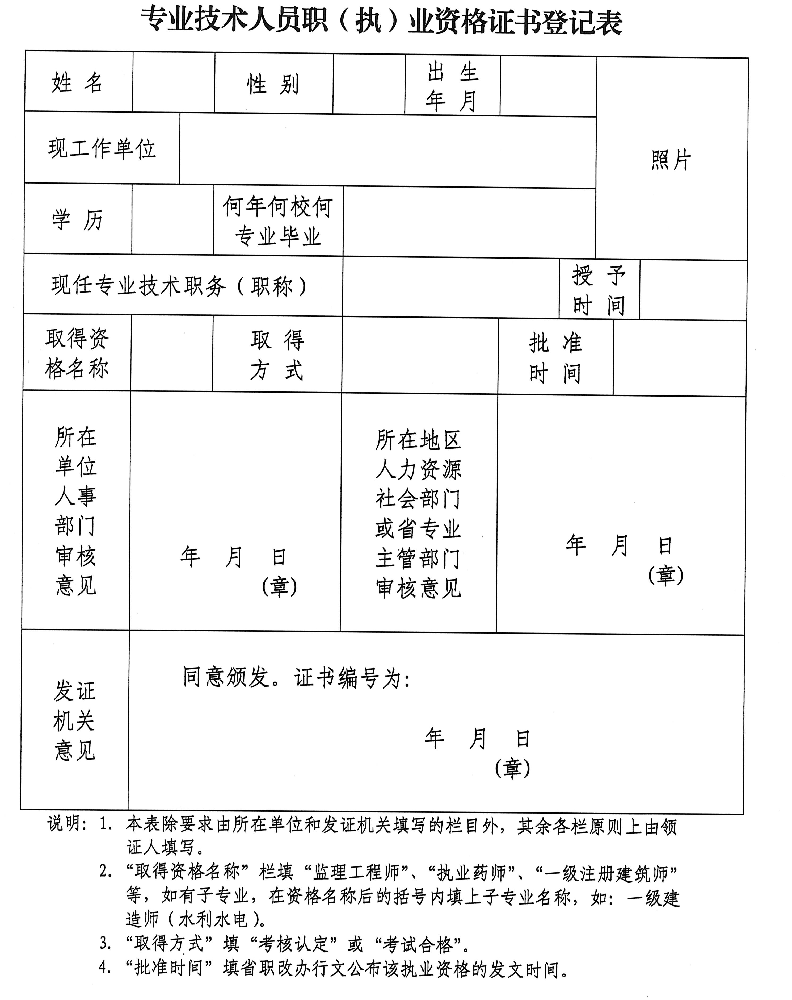 专业技术人员职（执）业资格证书登记表
姓 名
性 别
出 生
年 月
照片
现工作单位
学 历
何年何校何
专业毕业
现任专业技术职务（职称）
授 予
时 间
取得资
格名称
取 得
方 式
批 准
时 间
所在
单位
人事
部门
审核
意见
年 月 日
(章)
所在地区
人力资源
社会部门
或省专业
主管部门
审核意见
年 月 日
(章)
发证
机关
意见
同意颁发。证书编号为：
年 月 日
(章)
说明：1. 本表除要求由所在单位和发证机关填写的栏目外，其余各栏原则上由领
证人填写。
2. “取得资格名称”栏填“监理工程师”、“执业药师”、“一级注册建筑师”
等，如有子专业，在资格名称后的括号内填上子专业名称，如：一级建
造师（水利水电）。
3. “取得方式”填“考核认定”或“考试合格”。
4. “批准时间”填省职改办行文公布该执业资格的发文时间。